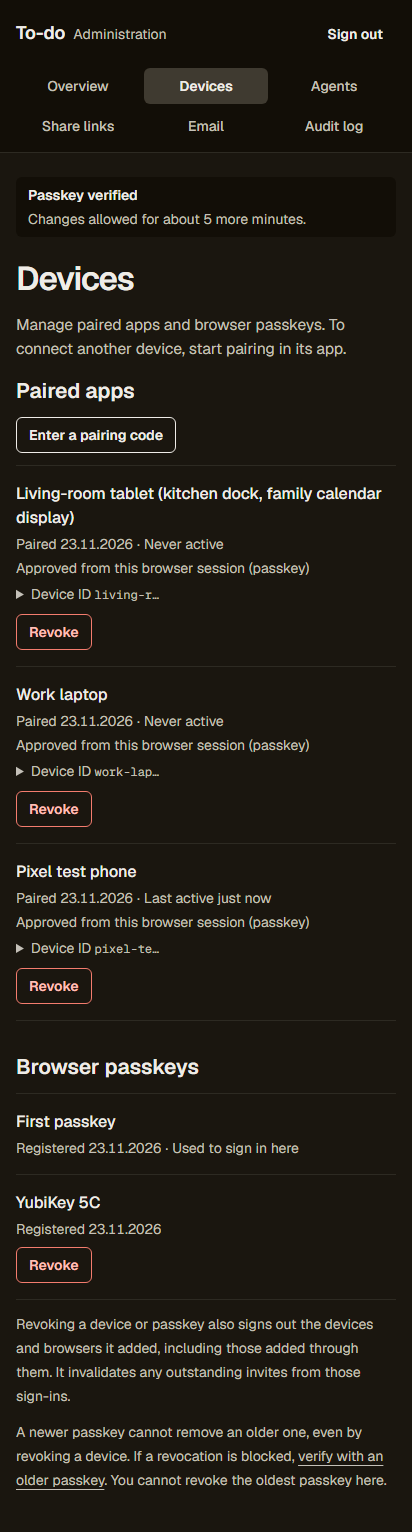 To-do Administration
Sign out
Overview
Devices
Agents
Share links
Email
Audit log
Passkey verified
Changes allowed for about 5 more minutes.
Devices
Manage paired apps and browser passkeys. To
connect another device, start pairing in its app.
Paired apps
Enter a pairing code
Living-room tablet (kitchen dock, family calendar
display)
Paired 23.11.2026 · Never active
Approved from this browser session (passkey)
Device ID living-r…
Revoke
Work laptop
Paired 23.11.2026 · Never active
Approved from this browser session (passkey)
Device ID work-lap…
Revoke
Pixel test phone
Paired 23.11.2026 · Last active just now
Approved from this browser session (passkey)
Device ID pixel-te…
Revoke
Browser passkeys
First passkey
Registered 23.11.2026 · Used to sign in here
YubiKey 5C
Registered 23.11.2026
Revoke
Revoking a device or passkey also signs out the devices
and browsers it added, including those added through
them. It invalidates any outstanding invites from those
sign-ins.
A newer passkey cannot remove an older one, even by
revoking a device. If a revocation is blocked, verify with an
older passkey. You cannot revoke the oldest passkey here.